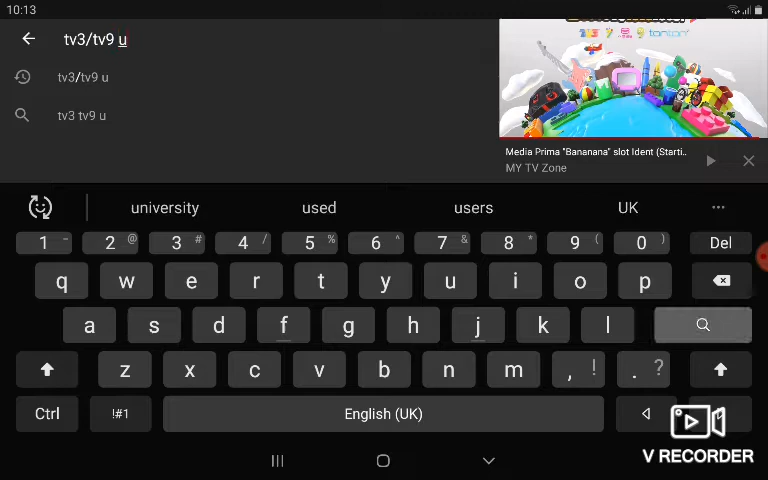 10:13
tv3/tv9 u
tv3/tv9 u
tv3 tv9 u
tonton
Media Prima "Bananana" slot Ident (Starti..
MY TV Zone
university used users UK ...
1 - 2 @ 3 # 4 / 5 % 6 ^ 7 & 8 * 9 ( 0 ) Del
q w e r t y u i o p
a s d f g h j k l
z x c v b n m , ! . ?
Ctrl !#1 English (UK)
V RECORDER